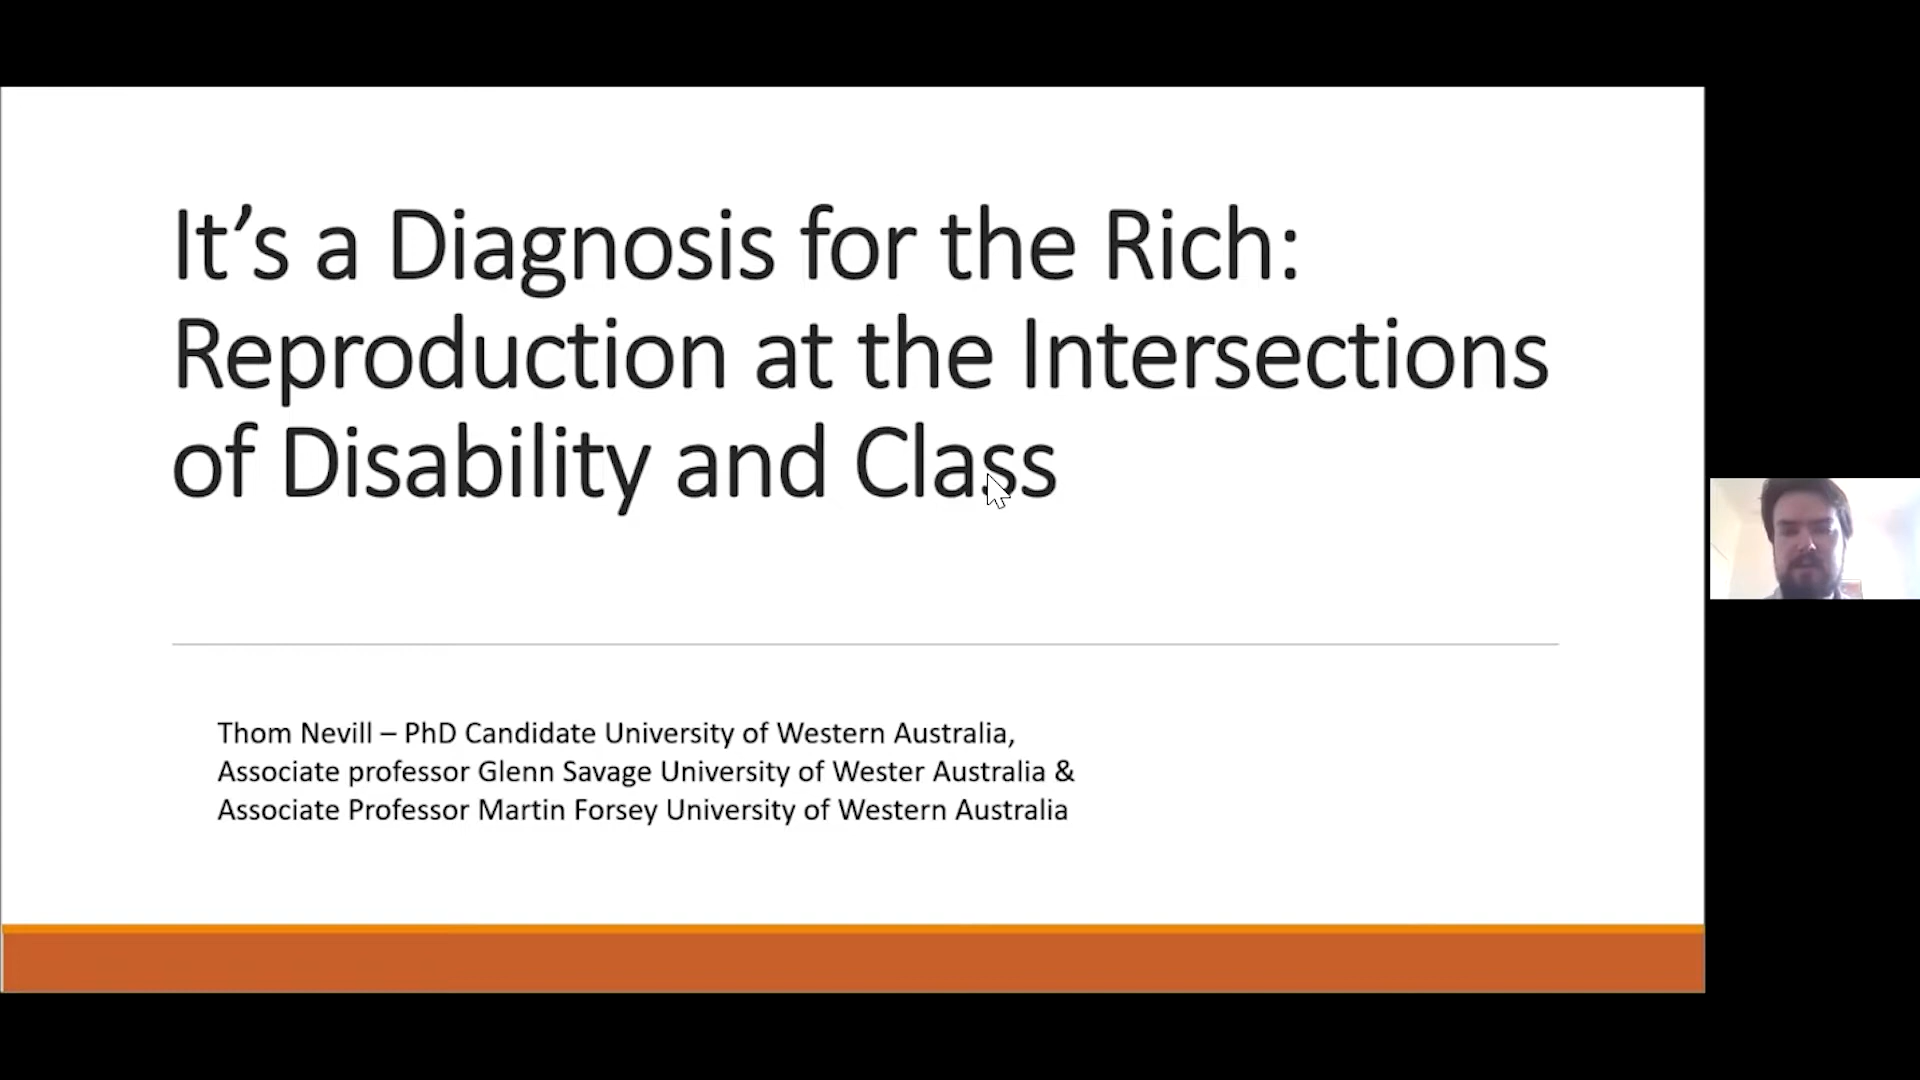 It’s a Diagnosis for the Rich:
Reproduction at the Intersections
of Disability and Class
Thom Nevill – PhD Candidate University of Western Australia,
Associate professor Glenn Savage University of Wester Australia &
Associate Professor Martin Forsey University of Western Australia